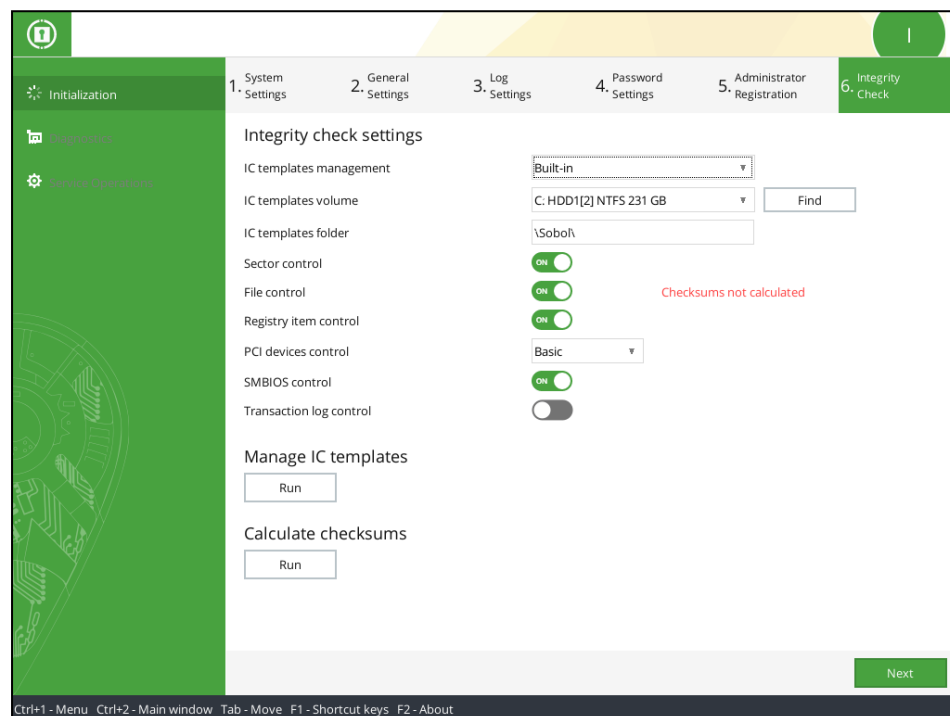 I
Initialization
1. System Settings
2. General Settings
3. Log Settings
4. Password Settings
5. Administrator Registration
6. Integrity Check
Integrity check settings
IC templates management Built-in
IC templates volume C: HDD1[2] NTFS 231 GB Find
IC templates folder \Sobol\
Sector control ON
File control ON Checksums not calculated
Registry item control ON
PCI devices control Basic
SMBIOS control ON
Transaction log control
Manage IC templates
Run
Calculate checksums
Run
Next
Ctrl+1 - Menu Ctrl+2 - Main window Tab - Move F1 - Shortcut keys F2 - About